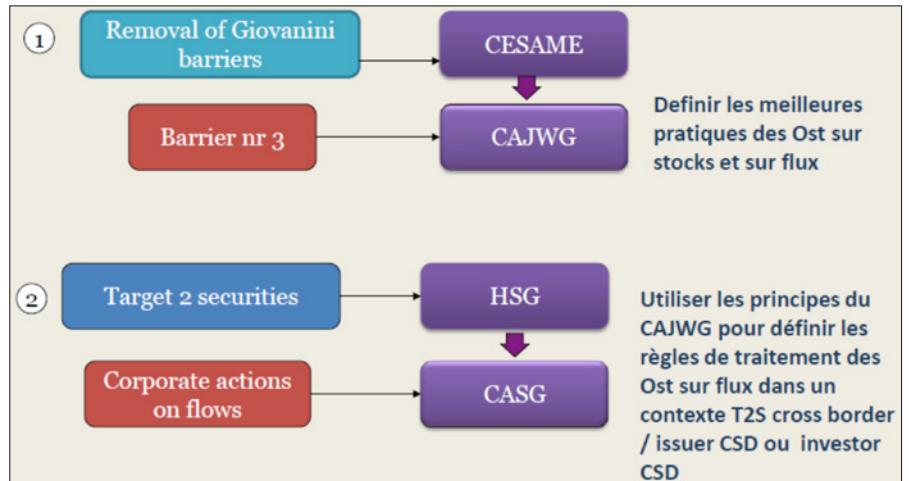 1
Removal of Giovanini
barriers
CESAME
Barrier nr 3
CAJWG
Definir les meilleures
pratiques des Ost sur
stocks et sur flux
2
Target 2 securities
HSG
Corporate actions
on flows
CASG
Utiliser les principes du
CAJWG pour définir les
règles de traitement des
Ost sur flux dans un
contexte T2S cross border
/ issuer CSD ou investor
CSD